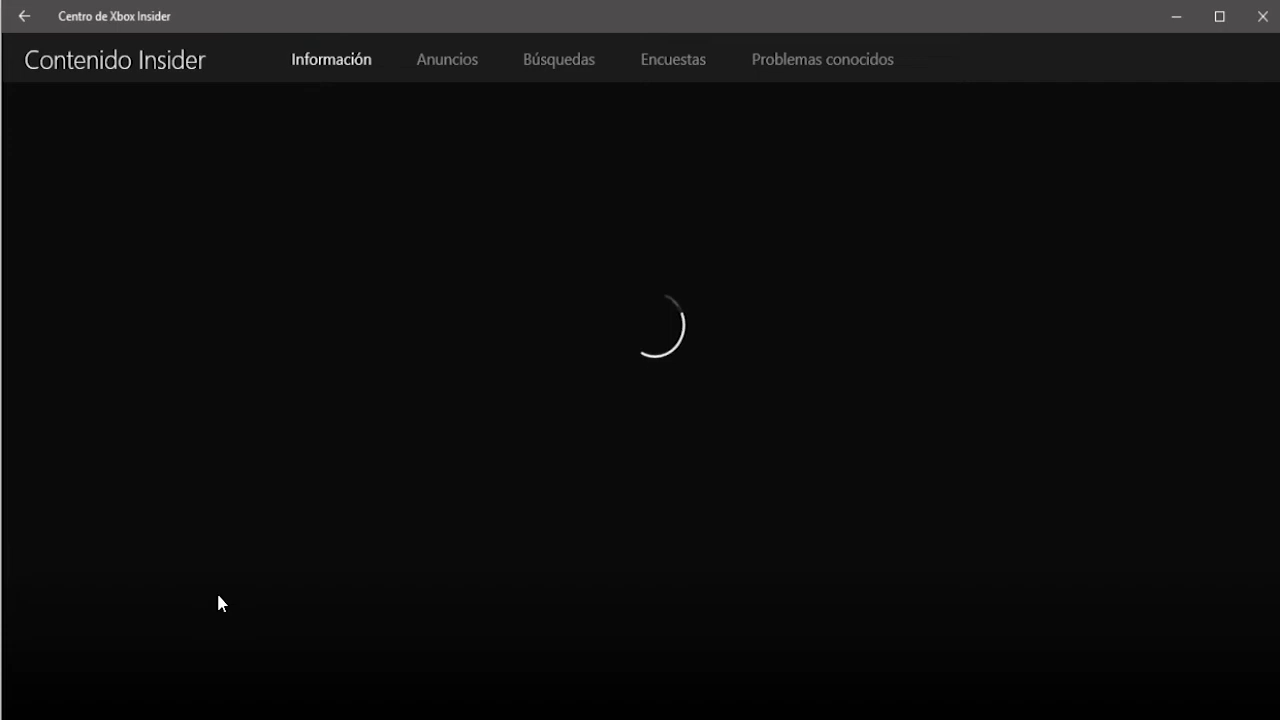 Centro de Xbox Insider
Contenido Insider Información Anuncios Búsquedas Encuestas Problemas conocidos